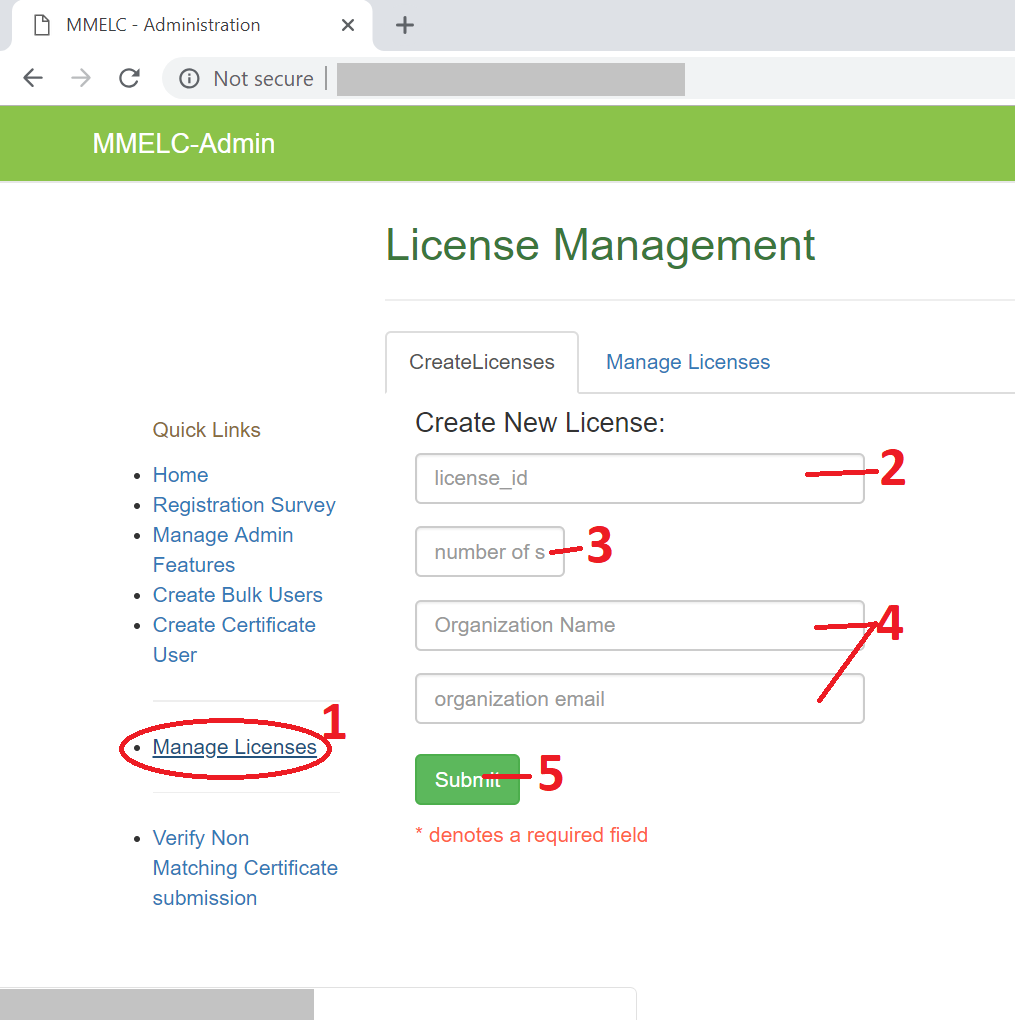 MMELC - Administration
Not secure
MMELC-Admin
License Management
CreateLicenses
Manage Licenses
Quick Links
Home
Registration Survey
Manage Admin
Features
Create Bulk Users
Create Certificate
User
1
Manage Licenses
Verify Non
Matching Certificate
submission
Create New License:
license_id
2
number of s
3
Organization Name
4
organization email
Submit
5
* denotes a required field